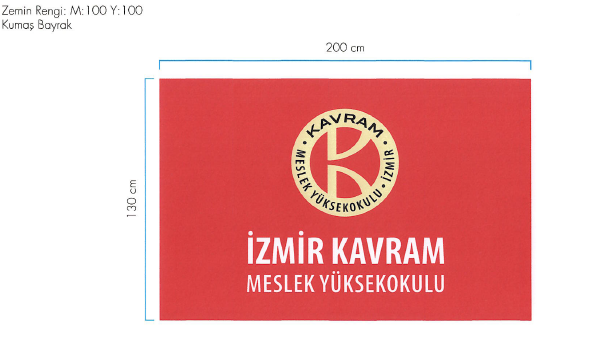 Zemin Rengi: M:100 Y:100
Kumaş Bayrak
200 cm
130 cm
KAVRAM
• MESLEK YÜKSEKOKULU • İZMİR •
İZMİR KAVRAM
MESLEK YÜKSEKOKULU